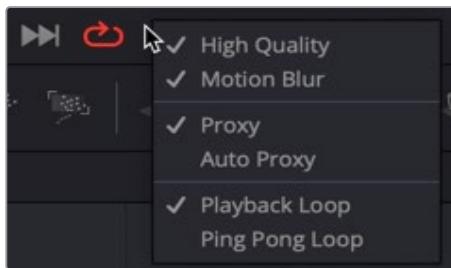 High Quality
Motion Blur
Proxy
Auto Proxy
Playback Loop
Ping Pong Loop